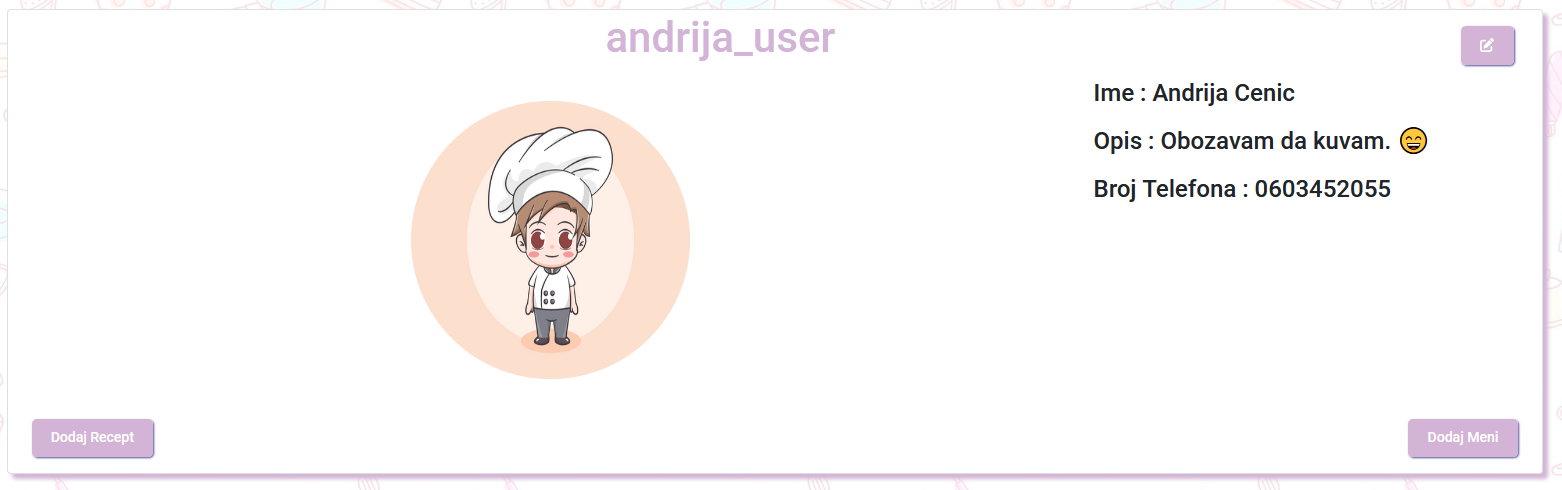 andrija_user
Ime : Andrija Cenic
Opis : Obozavam da kuvam. 😄
Broj Telefona : 0603452055
Dodaj Recept
Dodaj Meni